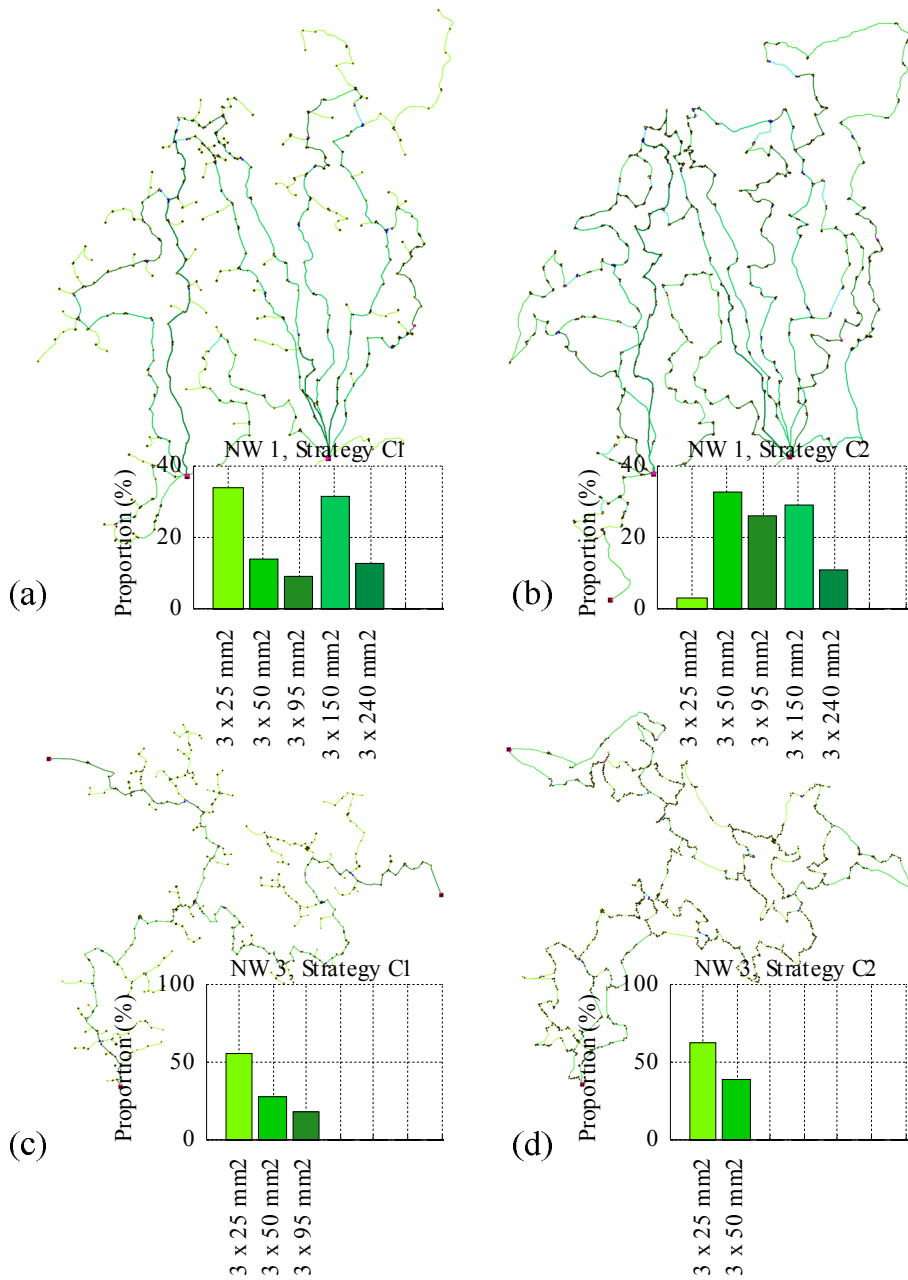 NW 1, Strategy C1
40
20
0
Proportion (%)
(a)
3 x 25 mm2
3 x 50 mm2
3 x 95 mm2
3 x 150 mm2
3 x 240 mm2
NW 1, Strategy C2
40
20
0
Proportion (%)
(b)
3 x 25 mm2
3 x 50 mm2
3 x 95 mm2
3 x 150 mm2
3 x 240 mm2
NW 3, Strategy C1
100
50
0
Proportion (%)
(c)
3 x 25 mm2
3 x 50 mm2
3 x 95 mm2
NW 3, Strategy C2
100
50
0
Proportion (%)
(d)
3 x 25 mm2
3 x 50 mm2